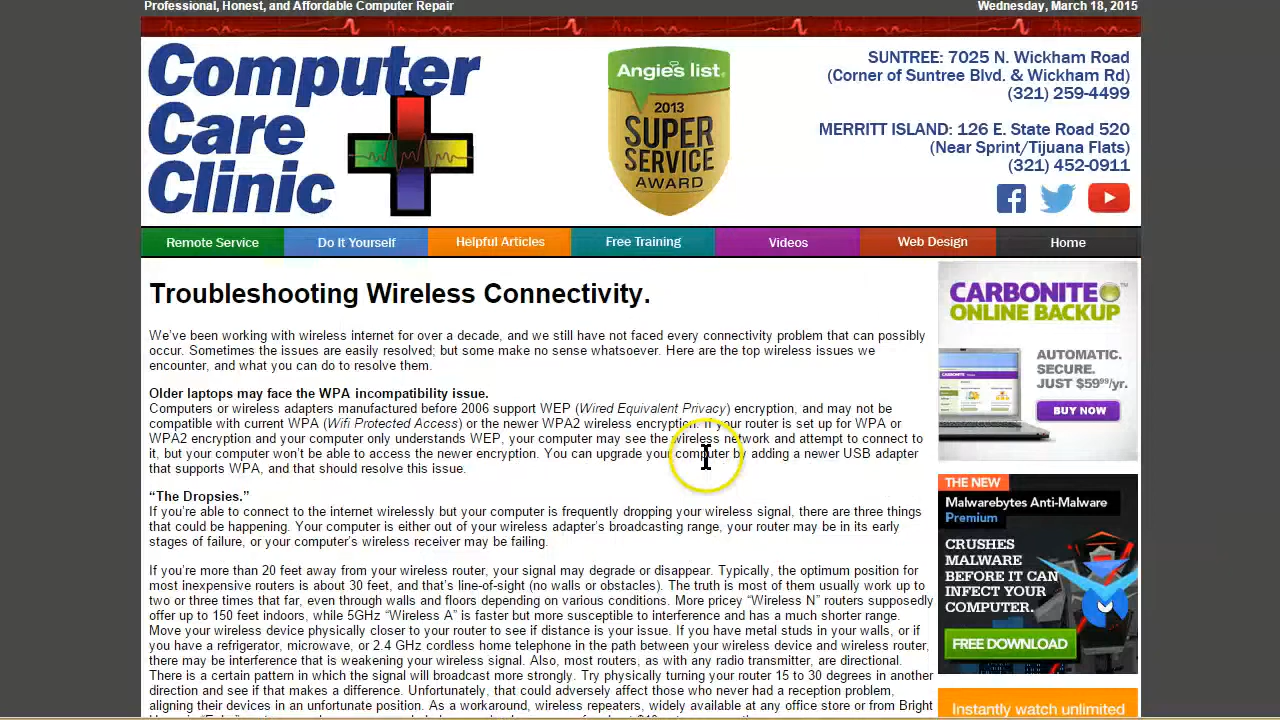 Professional, Honest, and Affordable Computer Repair
Wednesday, March 18, 2015
Computer
Care
Clinic
Angie's list
2013
SUPER
SERVICE
AWARD
SUNTREE: 7025 N. Wickham Road
(Corner of Suntree Blvd. & Wickham Rd)
(321) 259-4499
MERRITT ISLAND: 126 E. State Road 520
(Near Sprint/Tijuana Flats)
(321) 452-0911
Remote Service
Do It Yourself
Helpful Articles
Free Training
Videos
Web Design
Home
Troubleshooting Wireless Connectivity.
We've been working with wireless internet for over a decade, and we still have not faced every connectivity problem that can possibly
occur. Sometimes the issues are easily resolved; but some make no sense whatsoever. Here are the top wireless issues we
encounter, and what you can do to resolve them.
Older laptops may face the WPA incompatibility issue.
Computers or wireless adapters manufactured before 2006 support WEP (Wired Equivalent Privacy) encryption, and may not be
compatible with current WPA (Wifi Protected Access) or the newer WPA2 wireless encryption. If your router is set up for WPA or
WPA2 encryption and your computer only understands WEP, your computer may see the wireless network and attempt to connect to
it, but your computer won't be able to access the newer encryption. You can upgrade your computer by adding a newer USB adapter
that supports WPA, and that should resolve this issue.
“The Dropsies.”
If you're able to connect to the internet wirelessly but your computer is frequently dropping your wireless signal, there are three things
that could be happening. Your computer is either out of your wireless adapter's broadcasting range, your router may be in its early
stages of failure, or your computer's wireless receiver may be failing.
If you're more than 20' away from your wireless router, your signal may degrade or disappear. Typically, the optimum position for
most inexpensive routers is about 30 feet, and that's line-of-sight (no walls or obstacles). The truth is most of them usually work up to
two or three times that far, even through walls and floors depending on various conditions. More pricey “Wireless N” routers supposedly
offer up to 150 feet indoors, while 5GHz “Wireless A” is faster but more susceptible to interference and has a much shorter range.
Move your wireless device physically closer to your router to see if distance is your issue. If you have metal studs in your walls, or if
you have a refrigerator, microwave, or 2.4 GHz cordless home telephone in the path between your wireless device and wireless router,
there may be interference that is weakening your wireless signal. Also, most routers, as with any radio transmitter, are directional.
There is a certain pattern in which the signal will broadcast more strongly. Try physically turning your router 15 to 30 degrees in another
direction and see if that makes a difference. Unfortunately, that could adversely affect those who never had a reception problem,
aligning their devices in an unfortunate position. As a workaround, wireless repeaters, widely available at any office store or from Bright
CARBONITE
ONLINE BACKUP
AUTOMATIC.
SECURE.
JUST $59⁹⁹/yr.
BUY NOW
THE NEW
Malwarebytes Anti-Malware
Premium
CRUSHES
MALWARE
BEFORE IT CAN
INFECT YOUR
COMPUTER.
FREE DOWNLOAD
Instantly watch unlimited